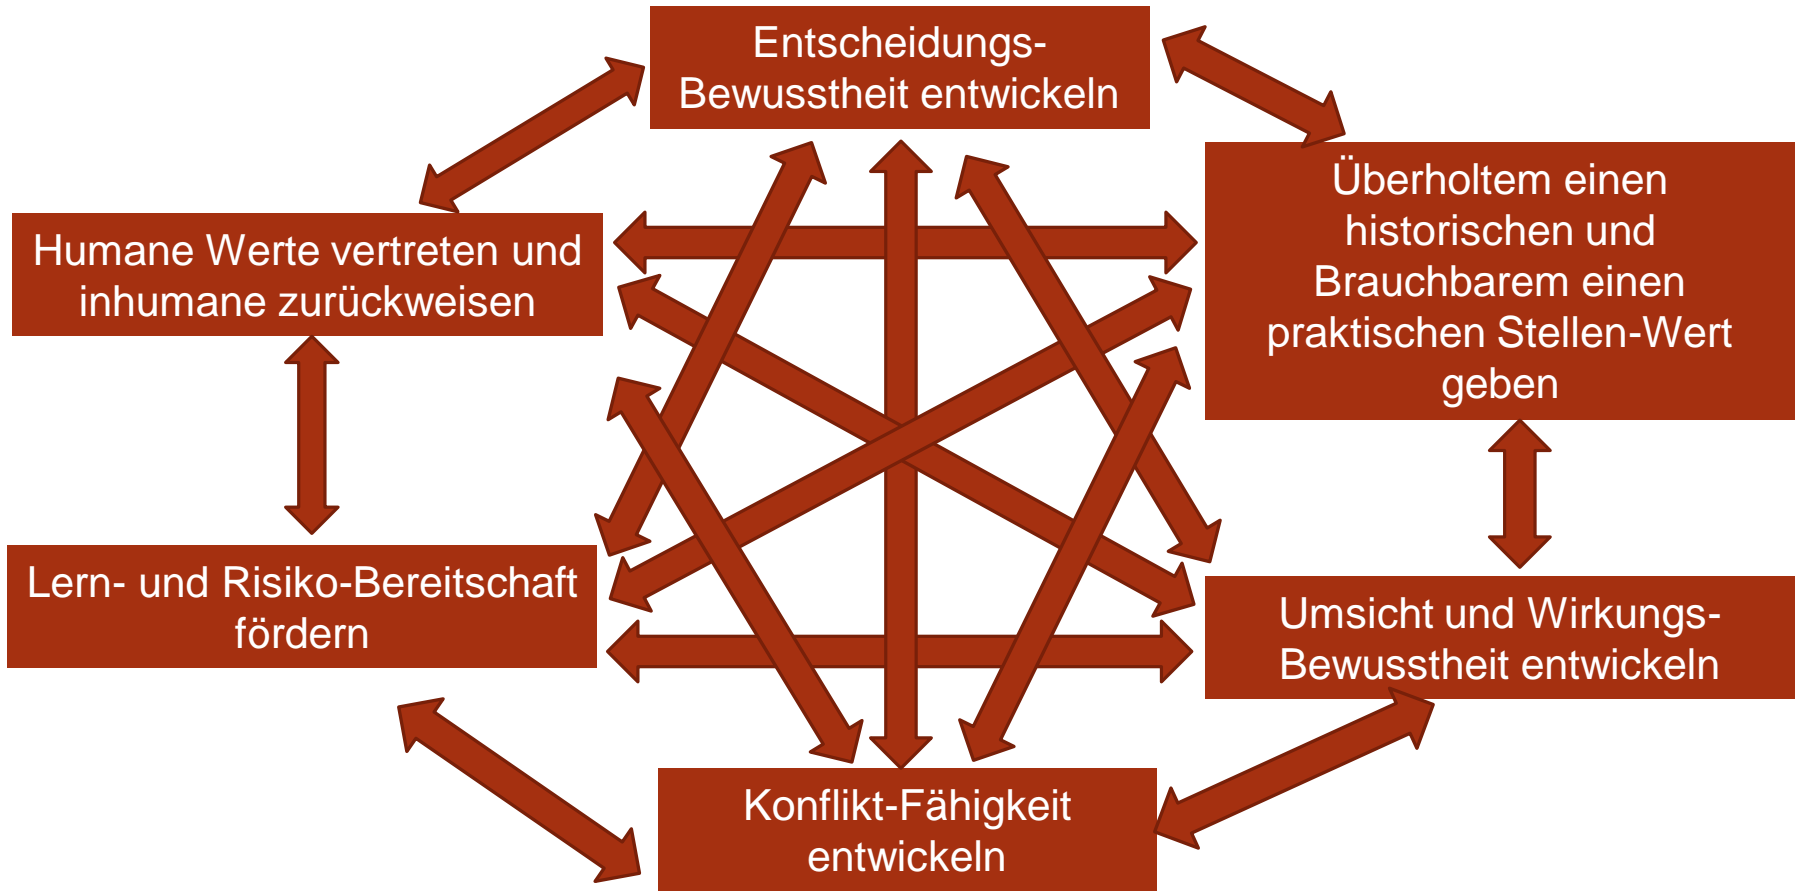 Entscheidungs-
Bewusstheit entwickeln
Humane Werte vertreten und
inhumane zurückweisen
Überholtem einen
historischen und
Brauchbarem einen
praktischen Stellen-Wert
geben
Lern- und Risiko-Bereitschaft
fördern
Umsicht und Wirkungs-
Bewusstheit entwickeln
Konflikt-Fähigkeit
entwickeln